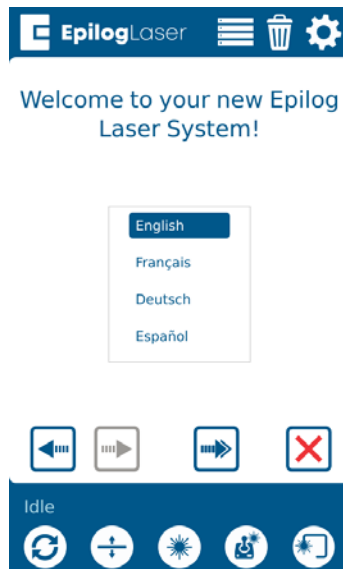 EpilogLaser
Welcome to your new Epilog
Laser System!
English
Français
Deutsch
Español
Idle